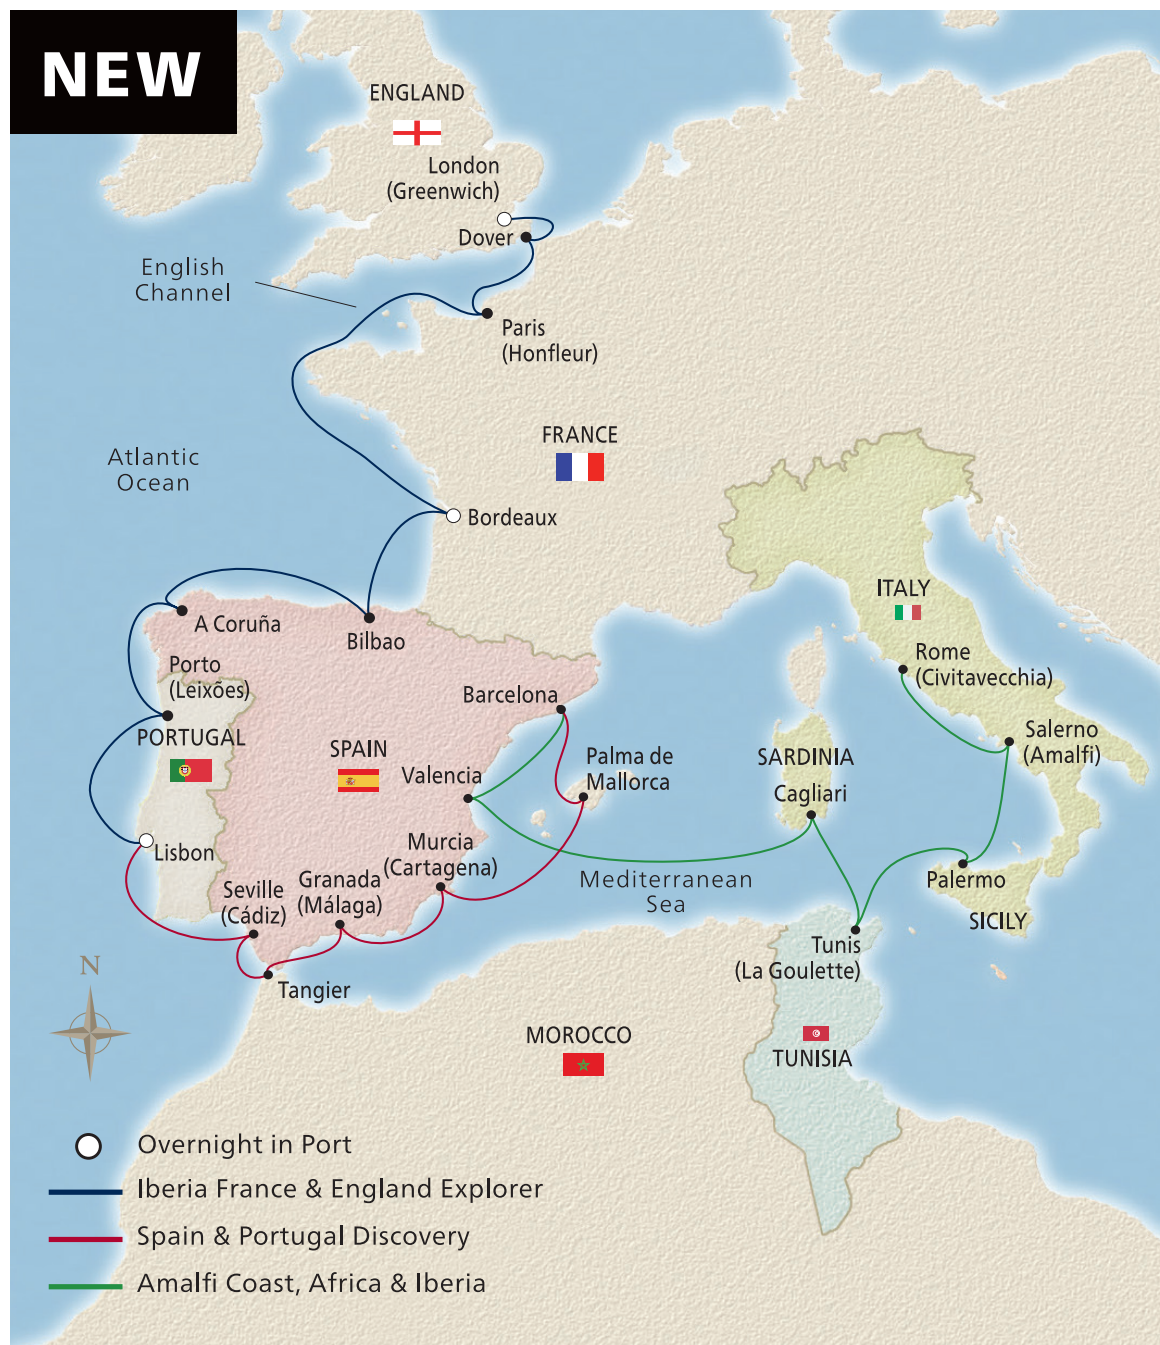 NEW
ENGLAND
London
(Greenwich)
Dover
English
Channel
Paris
(Honfleur)
FRANCE
Atlantic
Ocean
Bordeaux
ITALY
A Coruña
Bilbao
Rome
(Civitavecchia)
Porto
(Leixões)
Barcelona
PORTUGAL
SPAIN
Salerno
(Amalfi)
Palma de
Mallorca
SARDINIA
Valencia
Cagliari
Lisbon
Murcia
(Cartagena)
Mediterranean
Sea
Granada
(Málaga)
Seville
(Cádiz)
Palermo
SICILY
Tunis
(La Goulette)
N
Tangier
MOROCCO
TUNISIA
Overnight in Port
Iberia France & England Explorer
Spain & Portugal Discovery
Amalfi Coast, Africa & Iberia